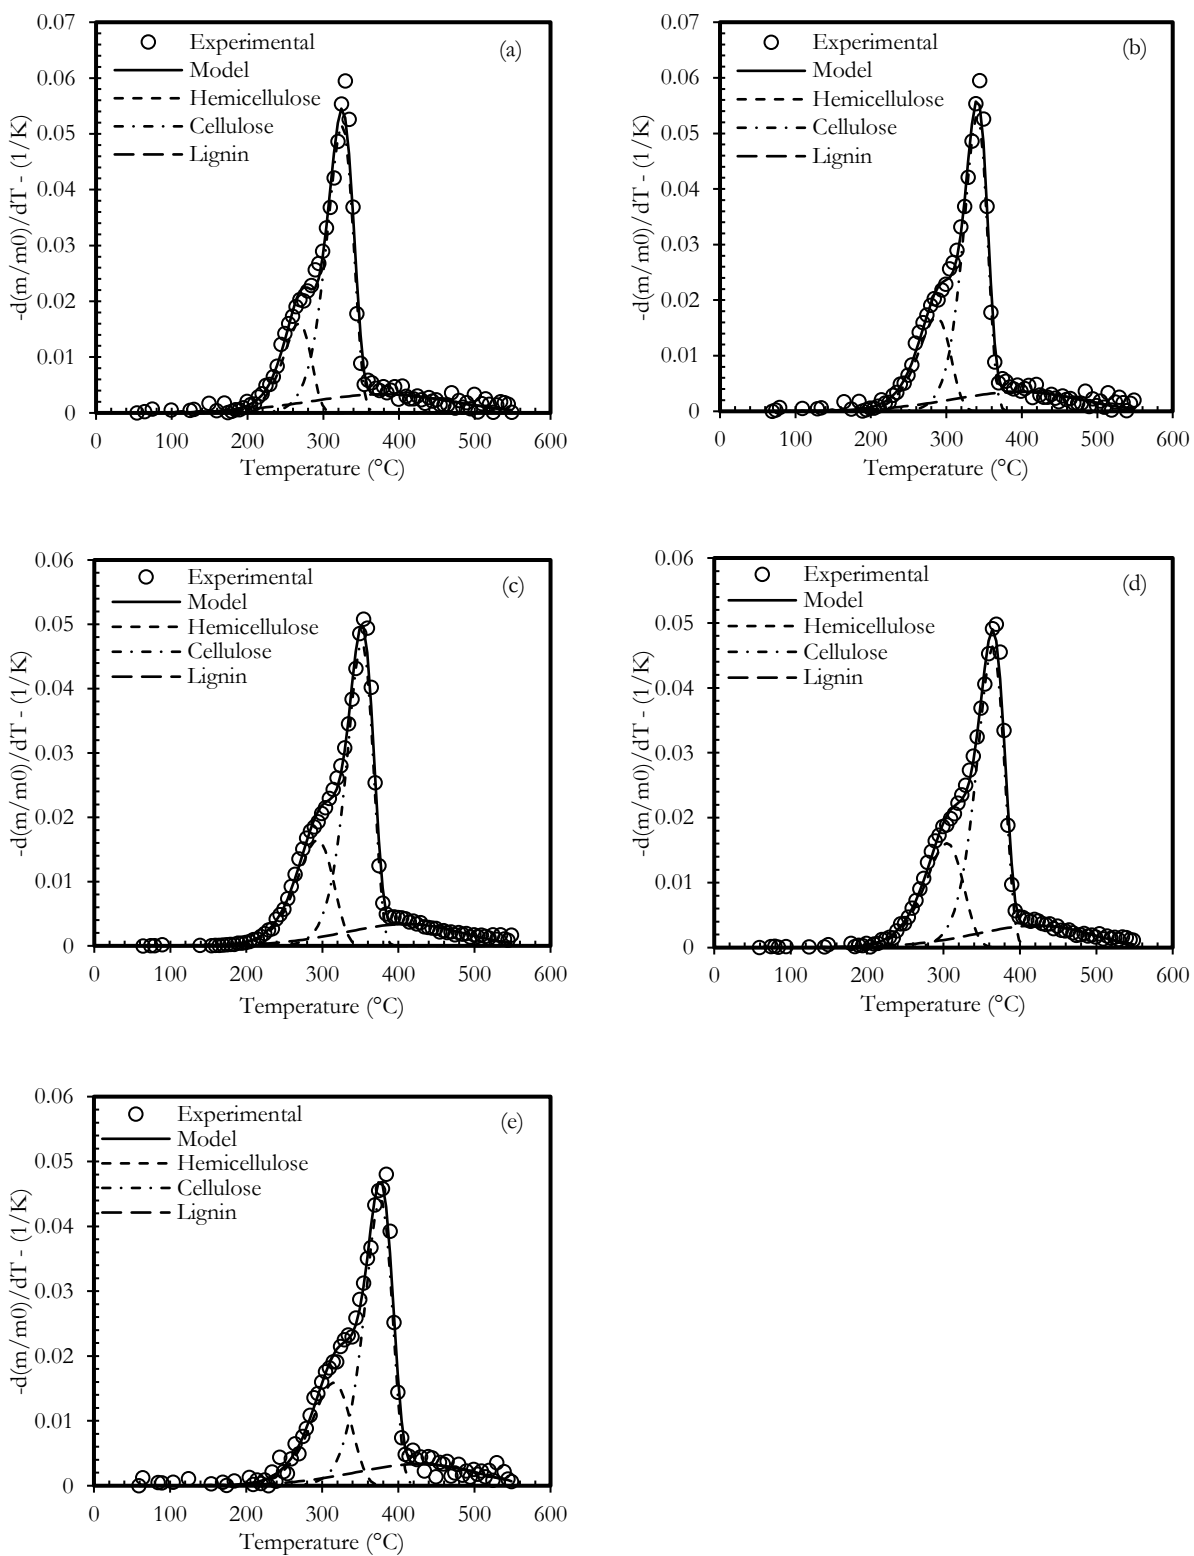 0.07
0.06
0.05
0.04
0.03
0.02
0.01
0
-d(m/m0)/dT - (1/K)
Experimental
Model
Hemicellulose
Cellulose
Lignin
(a)
0 100 200 300 400 500 600
Temperature (°C)
0.07
0.06
0.05
0.04
0.03
0.02
0.01
0
-d(m/m0)/dT - (1/K)
Experimental
Model
Hemicellulose
Cellulose
Lignin
(b)
0 100 200 300 400 500 600
Temperature (°C)
0.06
0.05
0.04
0.03
0.02
0.01
0
-d(m/m0)/dT - (1/K)
Experimental
Model
Hemicellulose
Cellulose
Lignin
(c)
0 100 200 300 400 500 600
Temperature (°C)
0.06
0.05
0.04
0.03
0.02
0.01
0
-d(m/m0)/dT - (1/K)
Experimental
Model
Hemicellulose
Cellulose
Lignin
(d)
0 100 200 300 400 500 600
Temperature (°C)
0.06
0.05
0.04
0.03
0.02
0.01
0
-d(m/m0)/dT - (1/K)
Experimental
Model
Hemicellulose
Cellulose
Lignin
(e)
0 100 200 300 400 500 600
Temperature (°C)